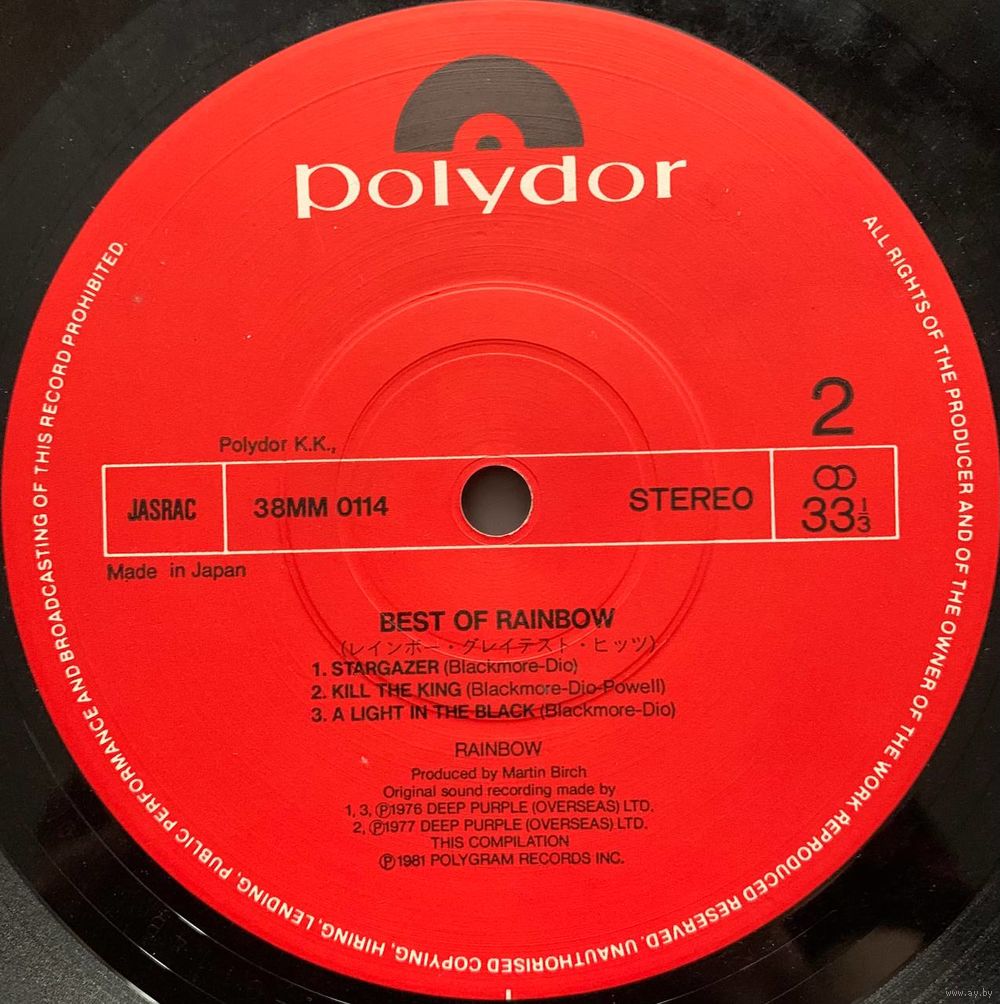 polydor
ALL RIGHTS OF THE PRODUCER AND OF THE OWNER OF THE WORK REPRODUCED RESERVED. UNAUTHORISED COPYING, HIRING, LENDING, PUBLIC PERFORMANCE AND BROADCASTING OF THIS RECORD PROHIBITED.
2
Polydor K.K.,
JASRAC 38MM 0114 STEREO 33 1/3
Made in Japan
BEST OF RAINBOW
(レインボー・グレイテスト・ヒッツ)
1. STARGAZER (Blackmore-Dio)
2. KILL THE KING (Blackmore-Dio-Powell)
3. A LIGHT IN THE BLACK (Blackmore-Dio)
RAINBOW
Produced by Martin Birch
Original sound recording made by
1, 3, ℗1976 DEEP PURPLE (OVERSEAS) LTD.
2, ℗1977 DEEP PURPLE (OVERSEAS) LTD.
THIS COMPILATION
℗1981 POLYGRAM RECORDS INC.
www.ay.by